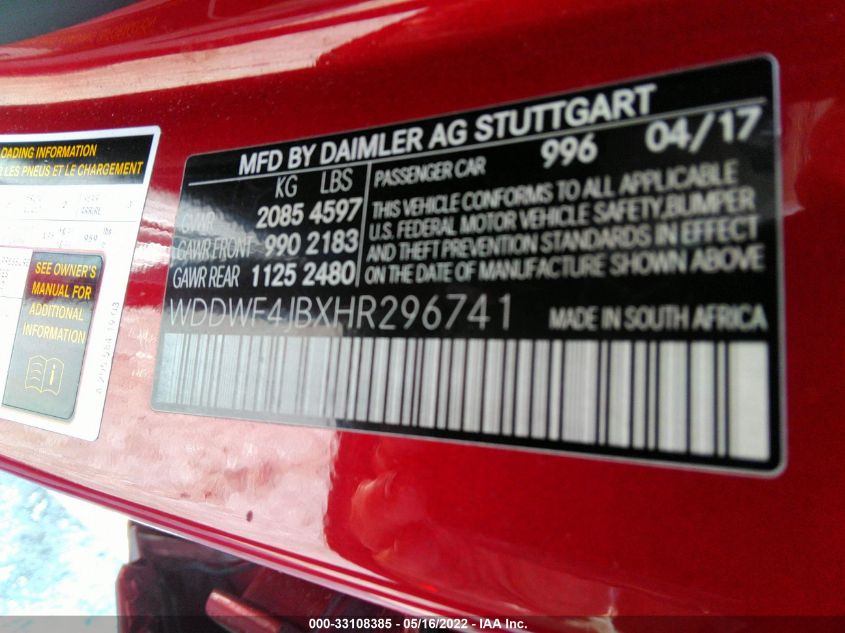 OADING INFORMATION
LES PNEUS ET LE CHARGEMENT
SEE OWNER'S
MANUAL FOR
ADDITIONAL
INFORMATION
MFD BY DAIMLER AG STUTTGART
996 04/17
KG LBS
GVWR 2085 4597
GAWR FRONT 990 2183
GAWR REAR 1125 2480
PASSENGER CAR
THIS VEHICLE CONFORMS TO ALL APPLICABLE
U.S. FEDERAL MOTOR VEHICLE SAFETY, BUMPER
AND THEFT PREVENTION STANDARDS IN EFFECT
ON THE DATE OF MANUFACTURE SHOWN ABOVE
WDDWF4JBXHR296741 MADE IN SOUTH AFRICA
000-33108385 - 05/16/2022 - IAA Inc.